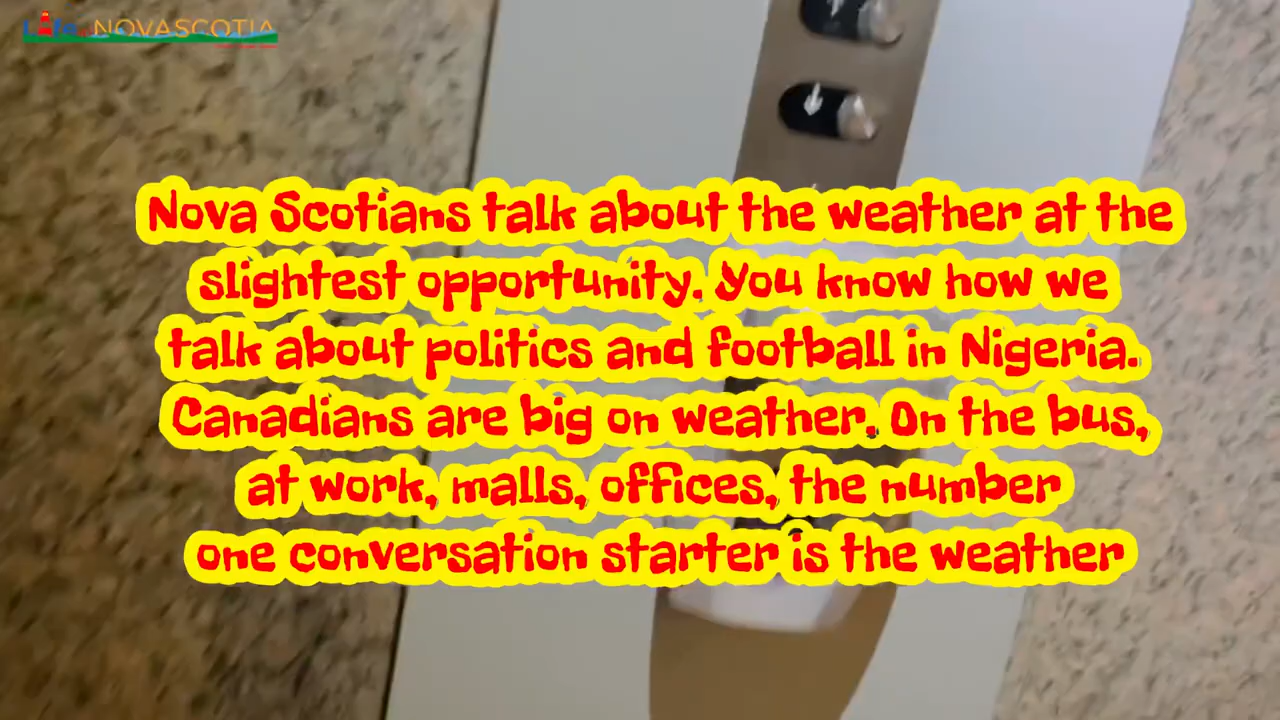 Life in NOVASCOTIA
Nova Scotians talk about the weather at the
slightest opportunity. You know how we
talk about politics and football in Nigeria.
Canadians are big on weather. On the bus,
at work, malls, offices, the number
one conversation starter is the weather